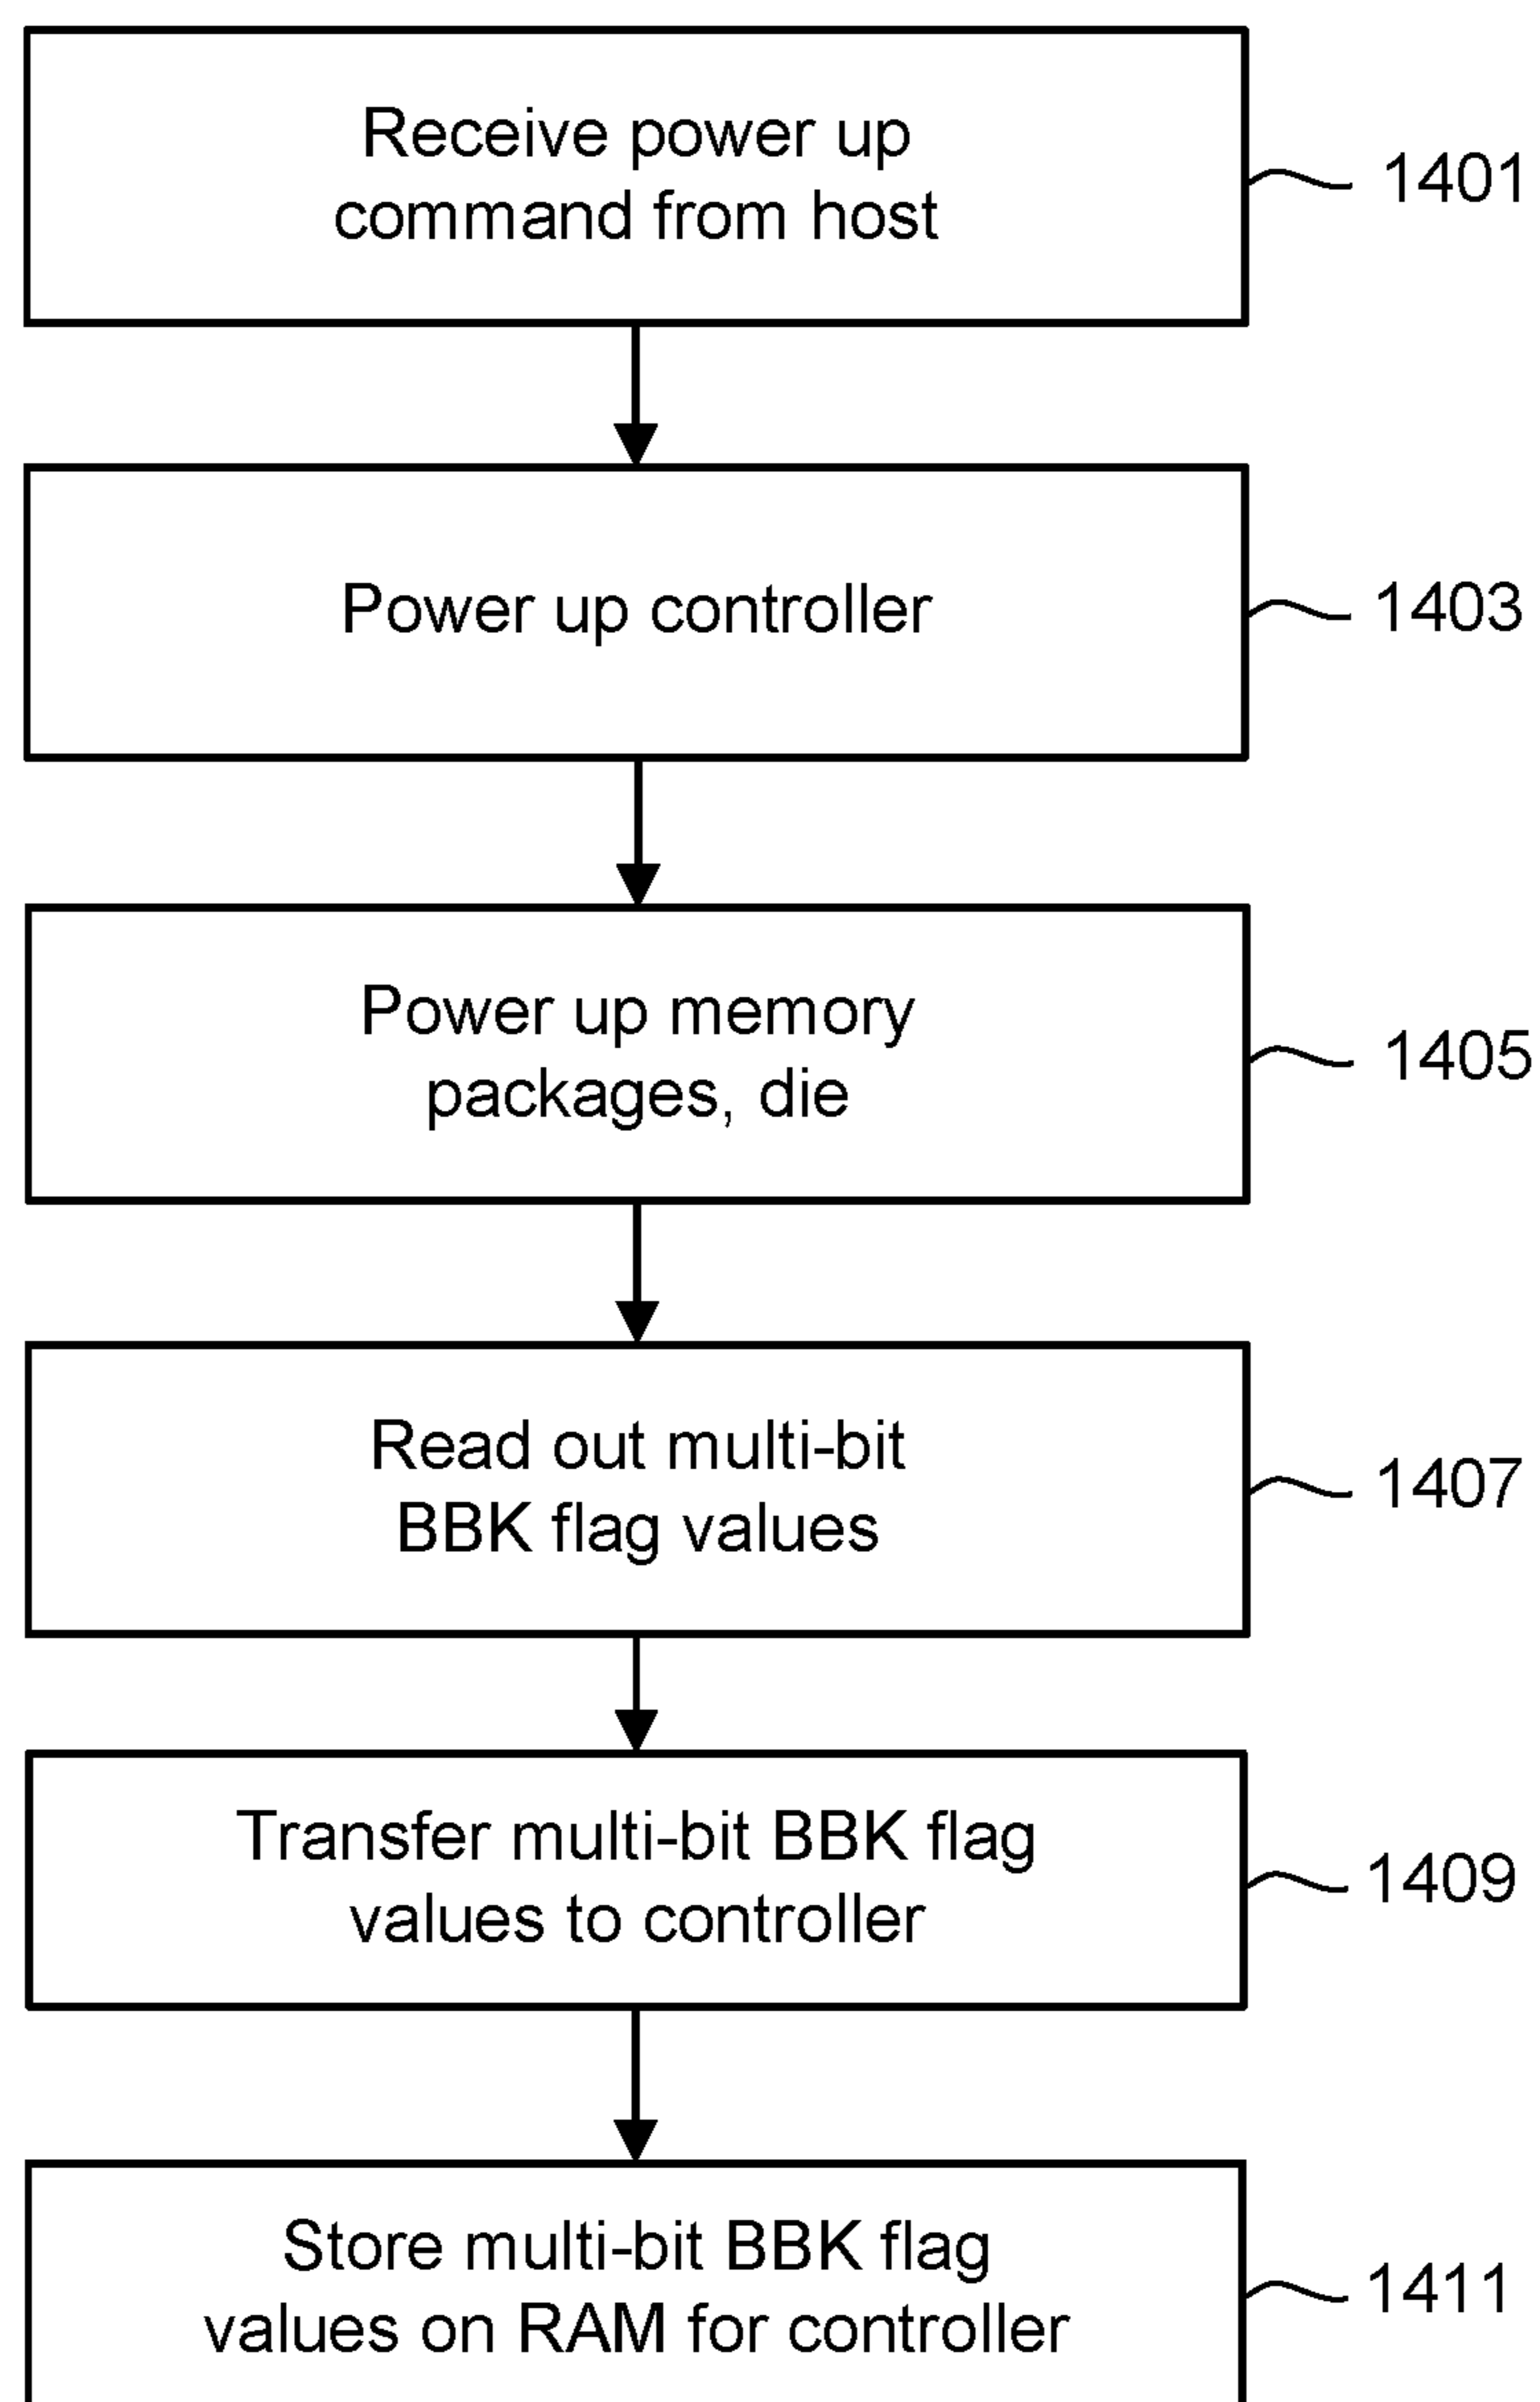 Receive power up
command from host
1401
Power up controller
1403
Power up memory
packages, die
1405
Read out multi-bit
BBK flag values
1407
Transfer multi-bit BBK flag
values to controller
1409
Store multi-bit BBK flag
values on RAM for controller
1411